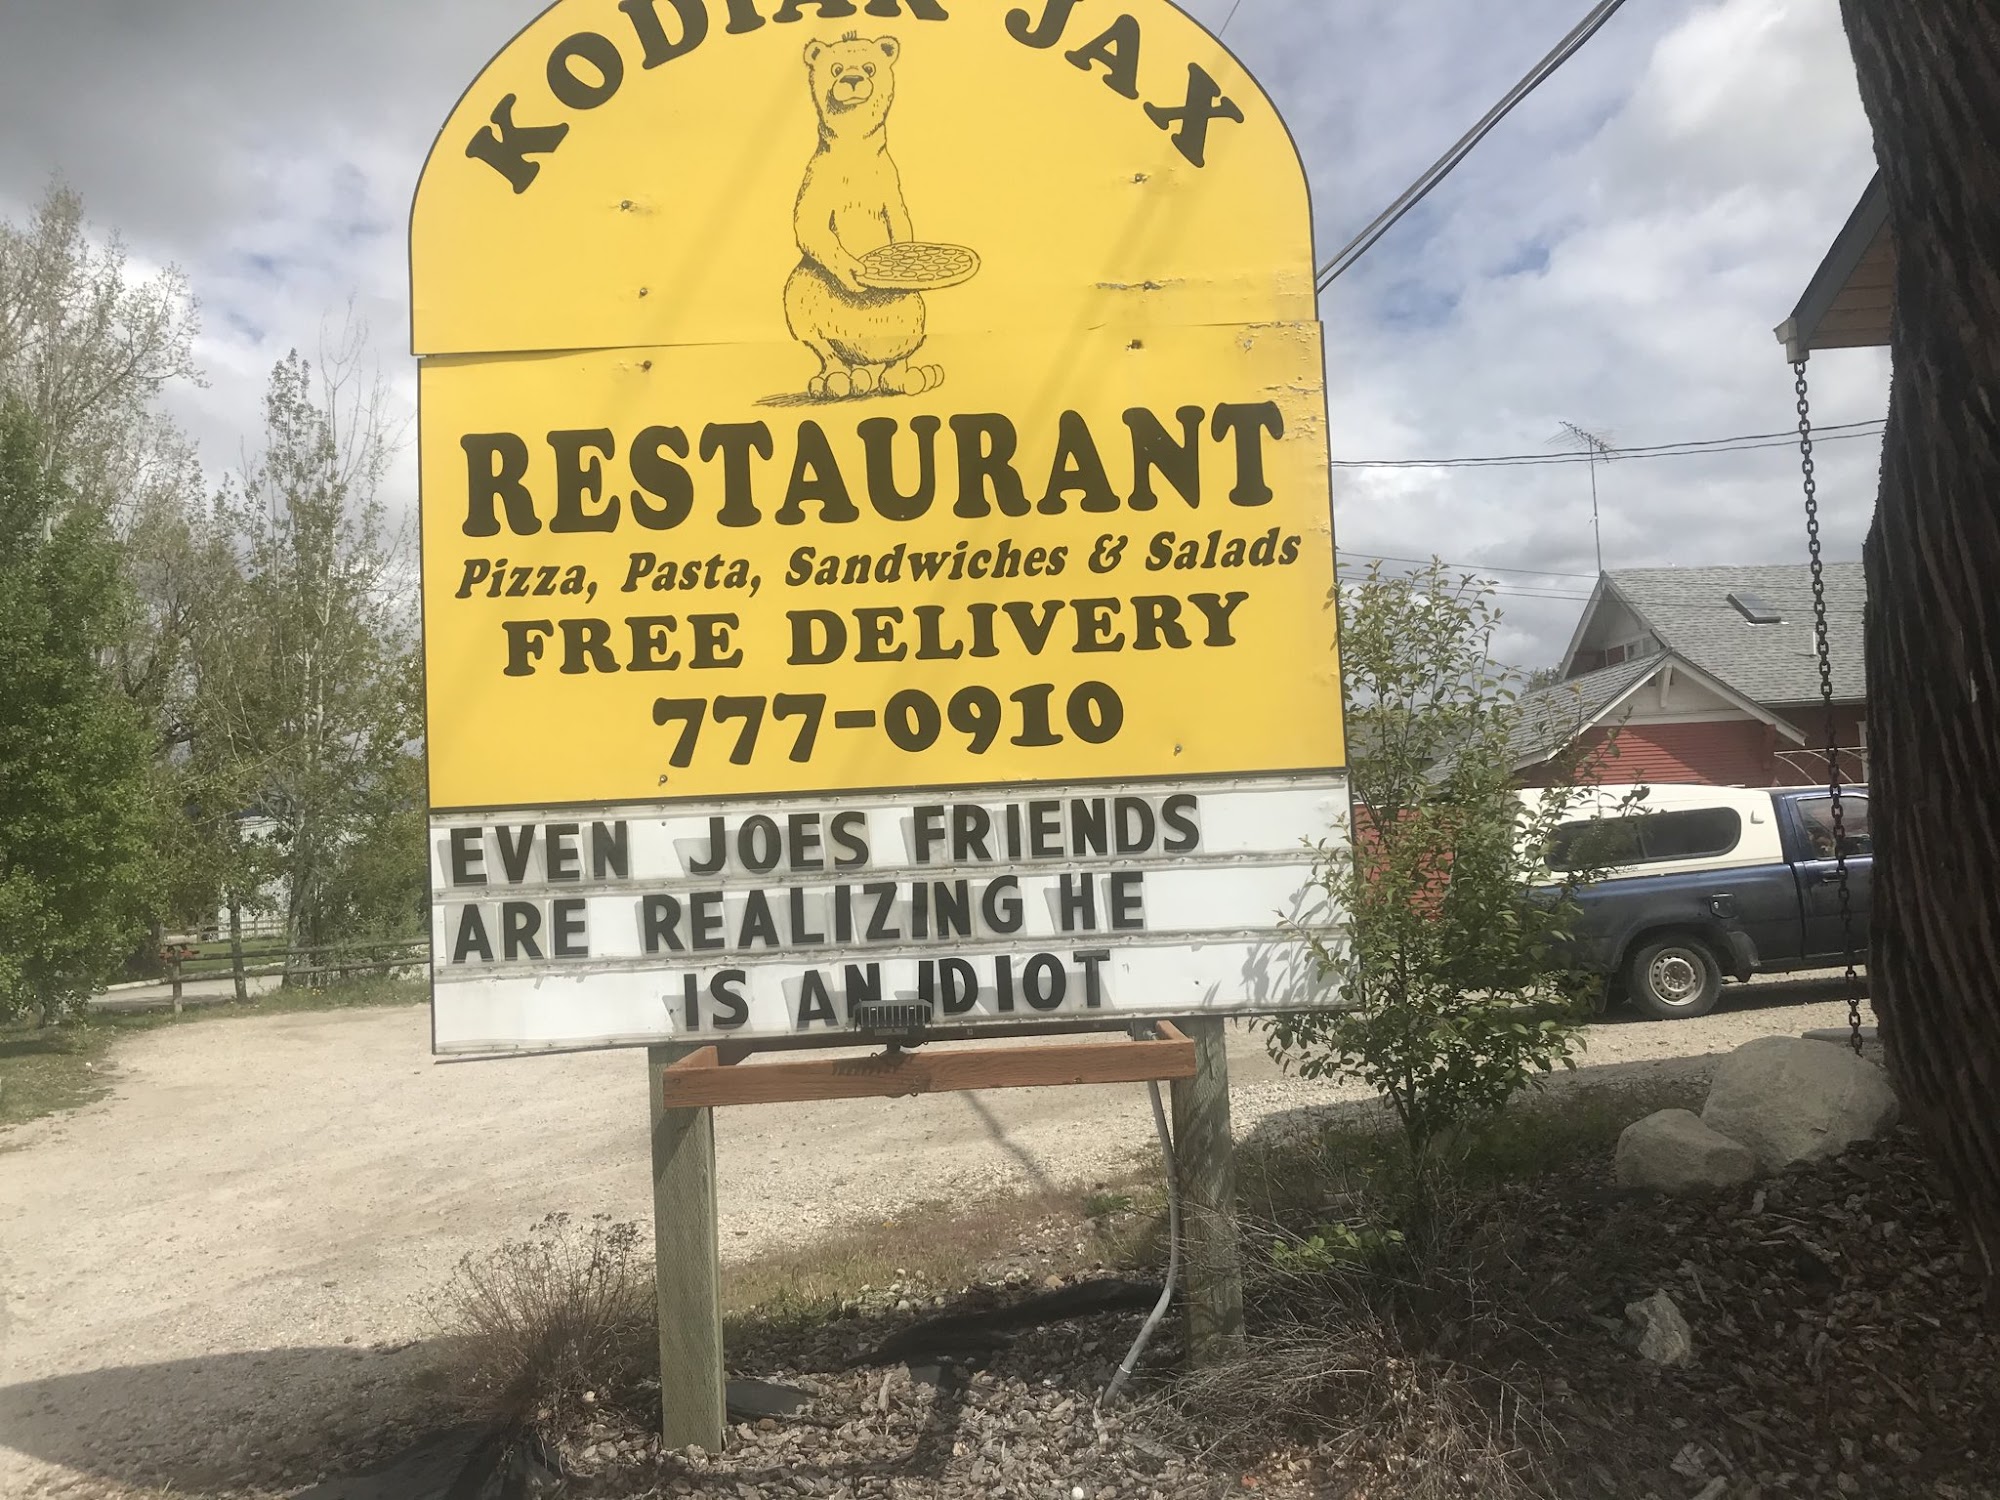 KODIAK JAX
RESTAURANT
Pizza, Pasta, Sandwiches & Salads
FREE DELIVERY
777-0910
EVEN JOES FRIENDS
ARE REALIZING HE
IS AN IDIOT